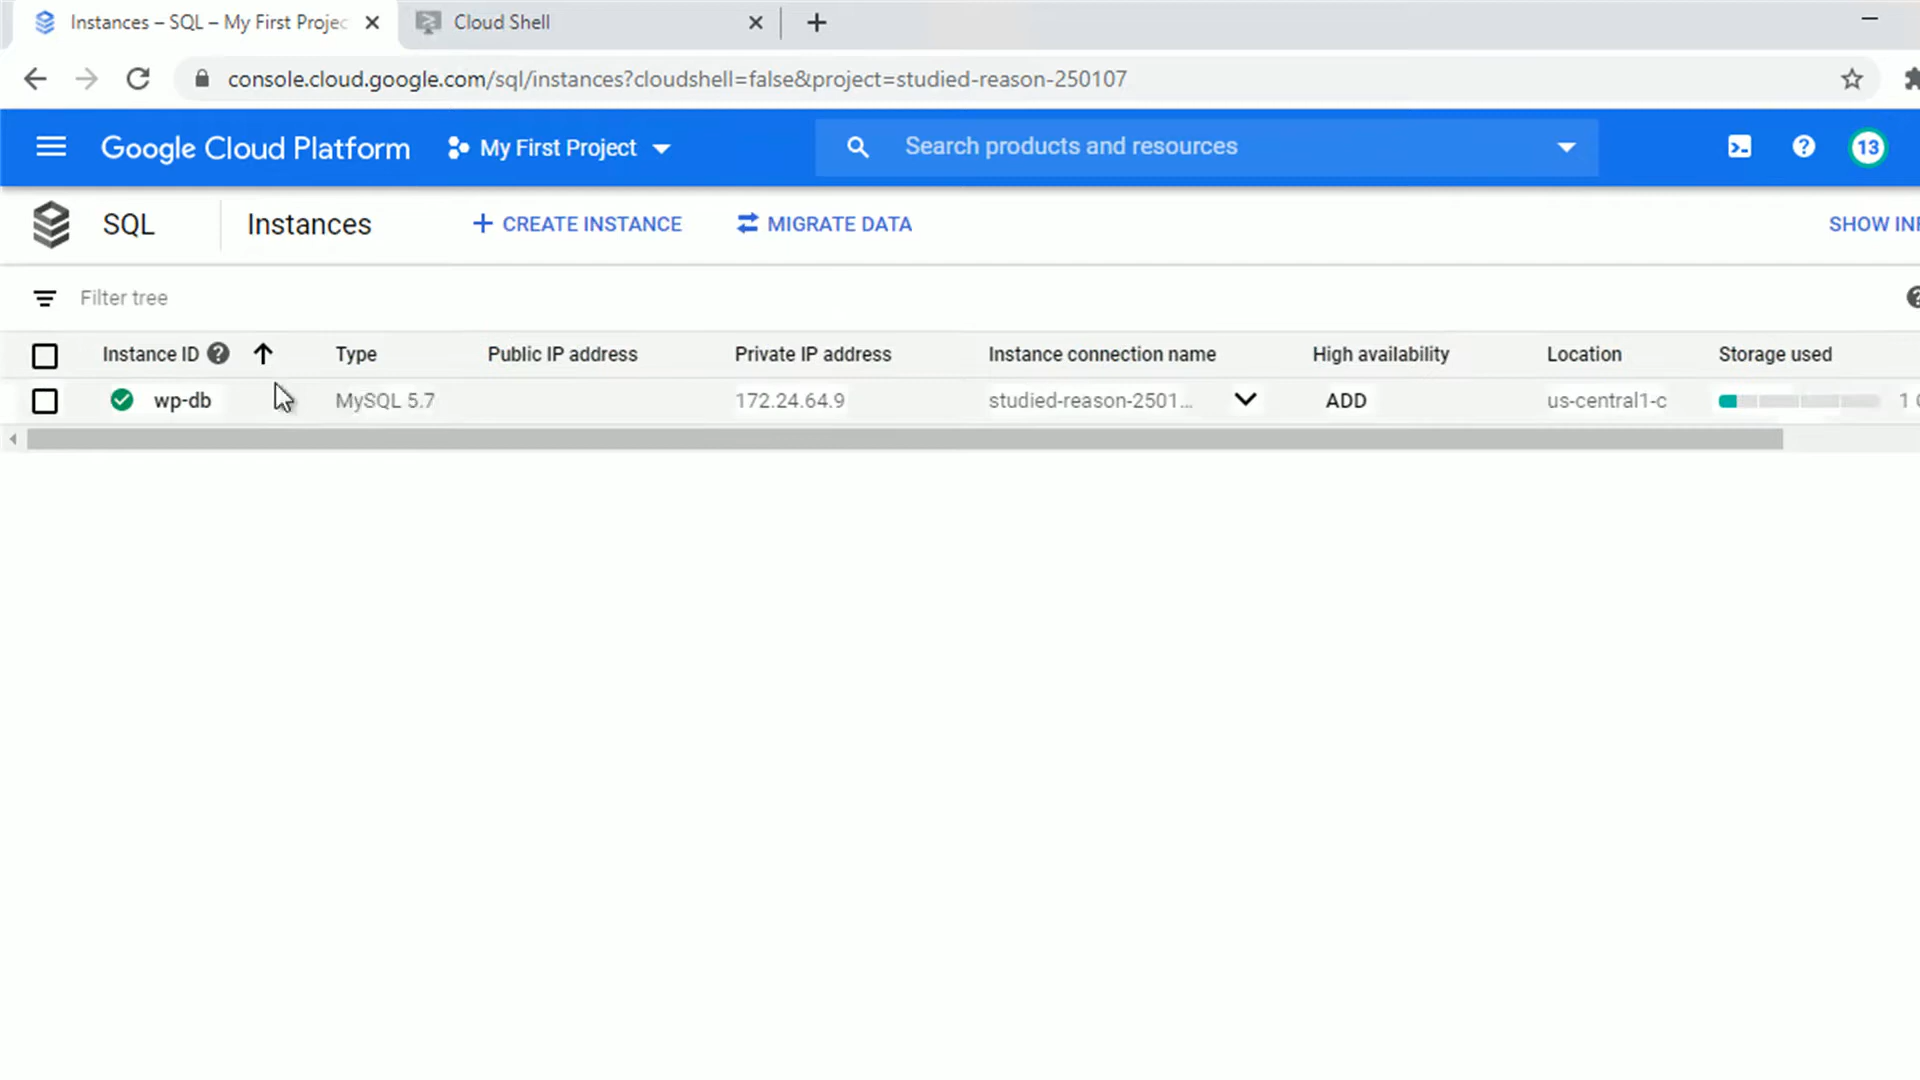 Instances – SQL – My First Projec
Cloud Shell
console.cloud.google.com/sql/instances?cloudshell=false&project=studied-reason-250107
Google Cloud Platform
My First Project
Search products and resources
13
SQL
Instances
CREATE INSTANCE
MIGRATE DATA
SHOW
Filter tree
Instance ID
Type
Public IP address
Private IP address
Instance connection name
High availability
Location
Storage used
wp-db
MySQL 5.7
172.24.64.9
studied-reason-2501...
ADD
us-central1-c
1